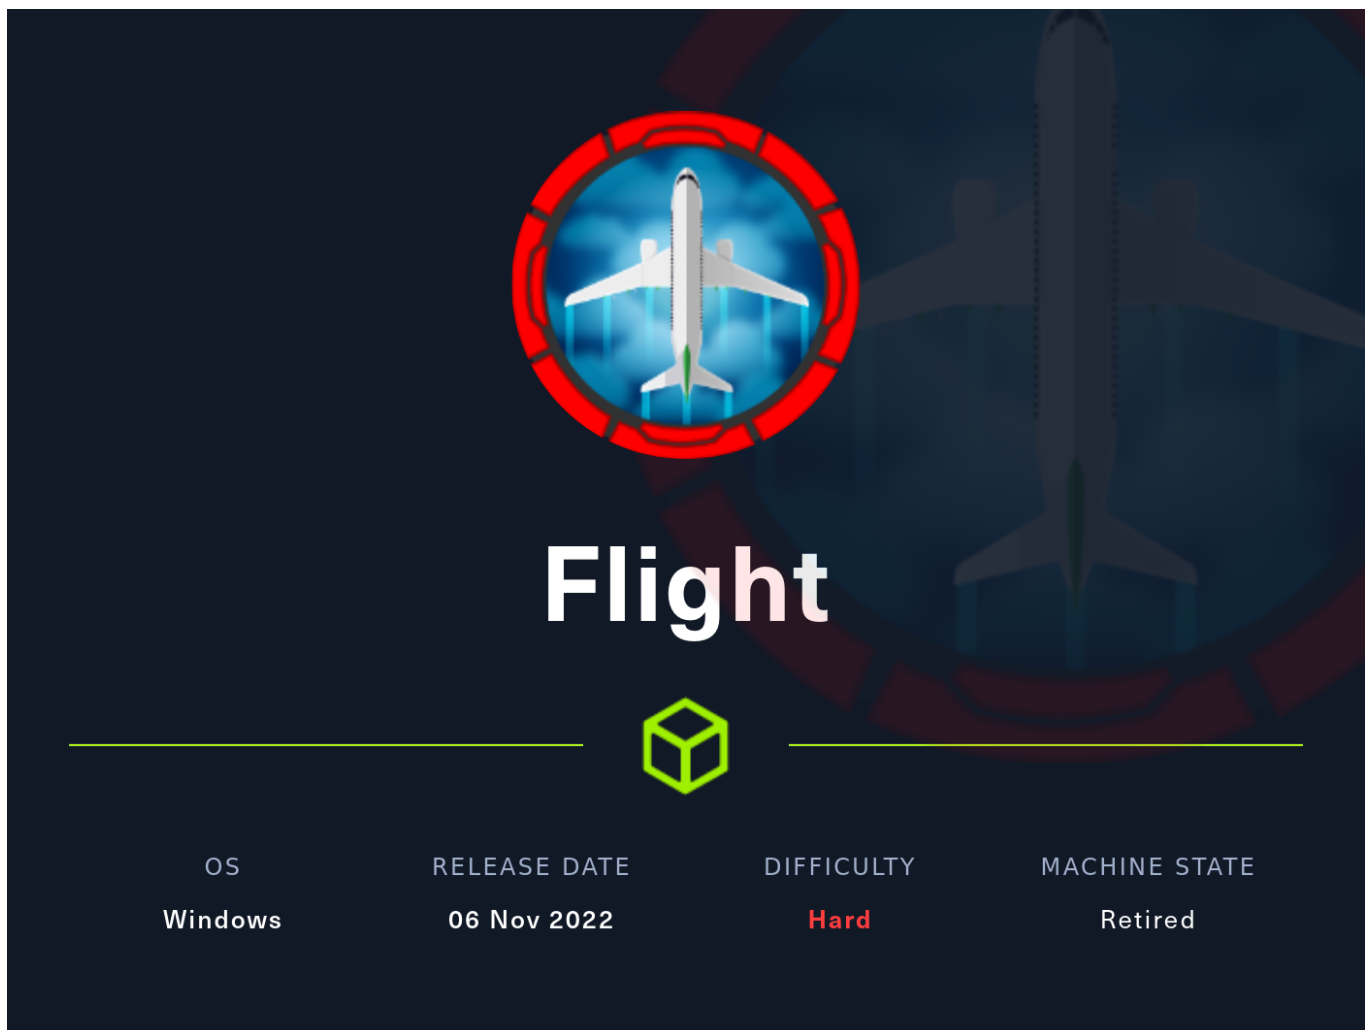 Flight
OS RELEASE DATE DIFFICULTY MACHINE STATE
Windows 06 Nov 2022 Hard Retired